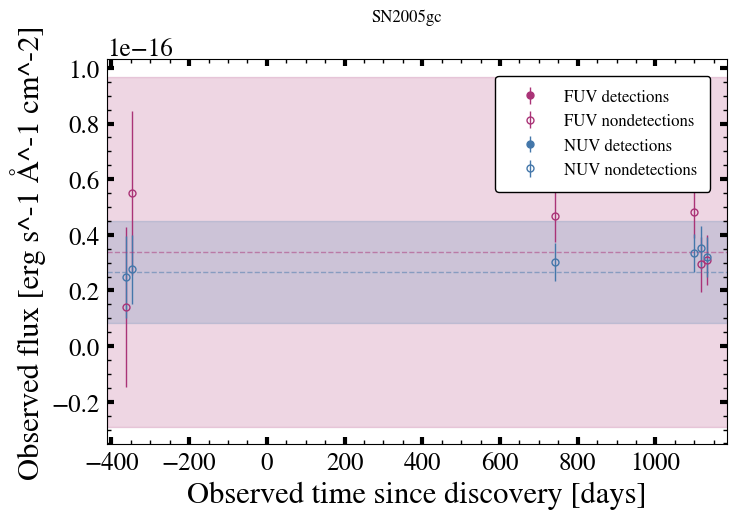 SN2005gc
1e−16
1.0
0.8
0.6
0.4
0.2
0.0
−0.2
Observed flux [erg s^-1 Å^-1 cm^-2]
FUV detections
FUV nondetections
NUV detections
NUV nondetections
−400 −200 0 200 400 600 800 1000
Observed time since discovery [days]